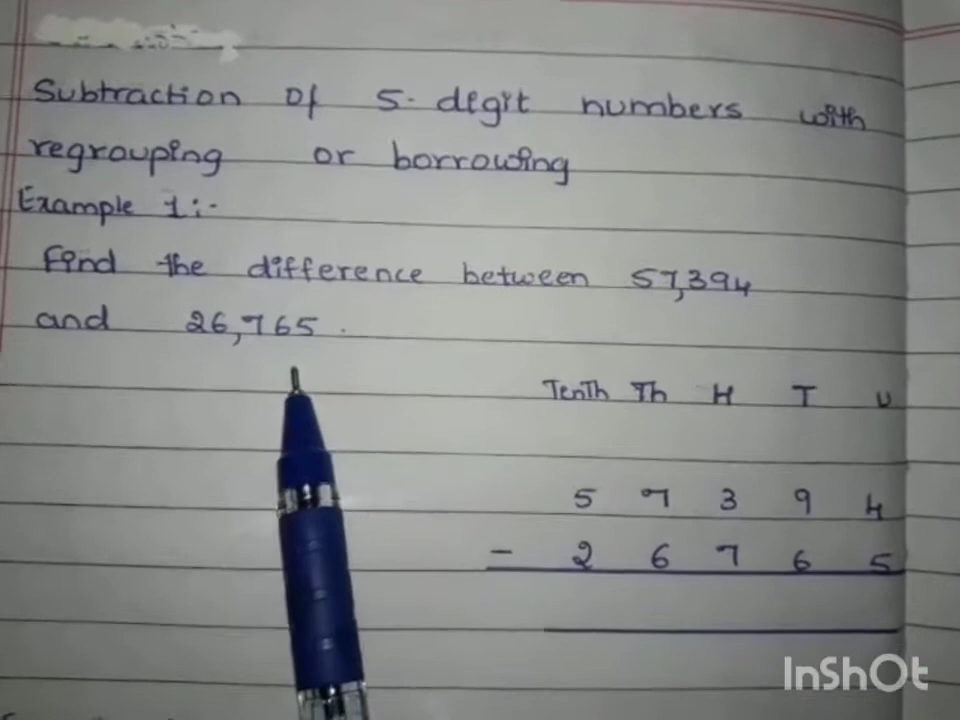 Subtraction of 5-degit numbers with
regrouping or borrowing
Example 1:-
Find the difference between 57,394
and 26,765.
TenTh Th H T U
5 7 3 9 4
- 2 6 7 6 5
InShOt